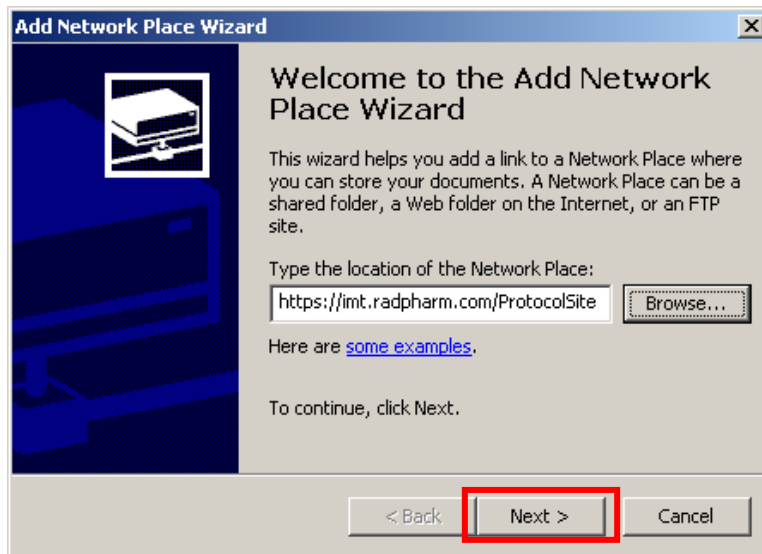 Add Network Place Wizard
Welcome to the Add Network
Place Wizard
This wizard helps you add a link to a Network Place where
you can store your documents. A Network Place can be a
shared folder, a Web folder on the Internet, or an FTP
site.
Type the location of the Network Place:
https://imt.radpharm.com/ProtocolSite
Browse...
Here are some examples.
To continue, click Next.
< Back
Next >
Cancel